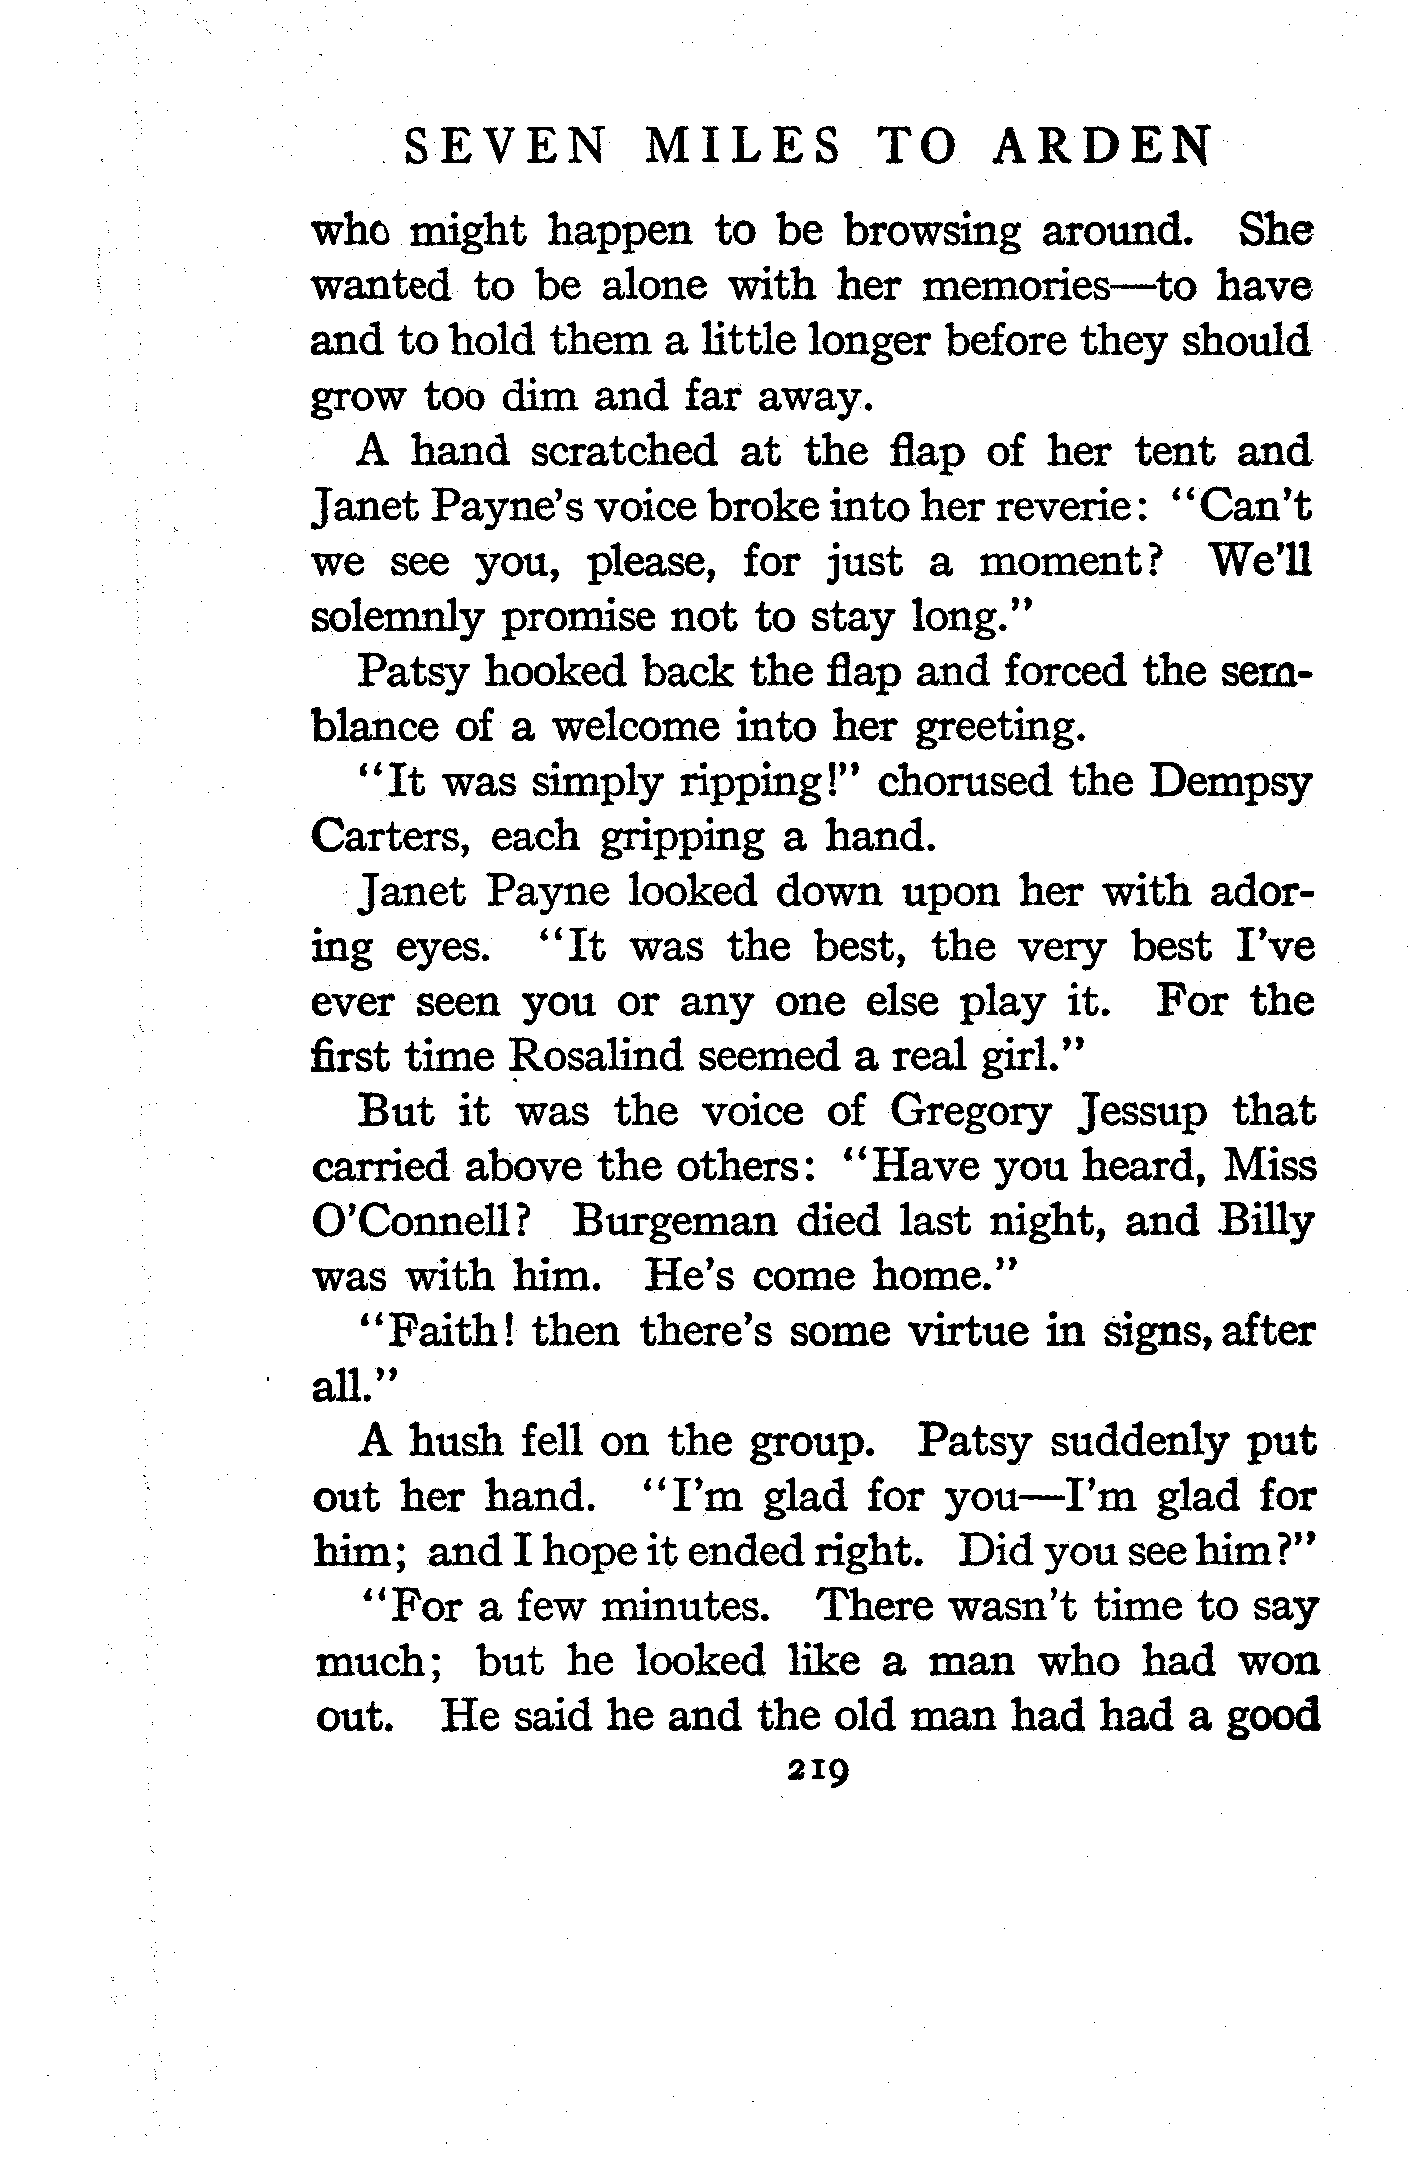 SEVEN MILES TO ARDEN
who might happen to be browsing around. She
wanted to be alone with her memories—to have
and to hold them a little longer before they should
grow too dim and far away.
A hand scratched at the flap of her tent and
Janet Payne's voice broke into her reverie: "Can't
we see you, please, for just a moment? We'll
solemnly promise not to stay long."
Patsy hooked back the flap and forced the sem-
blance of a welcome into her greeting.
"It was simply ripping!" chorused the Dempsy
Carters, each gripping a hand.
Janet Payne looked down upon her with ador-
ing eyes. "It was the best, the very best I've
ever seen you or any one else play it. For the
first time Rosalind seemed a real girl."
But it was the voice of Gregory Jessup that
carried above the others: "Have you heard, Miss
O'Connell? Burgeman died last night, and Billy
was with him. He's come home."
"Faith! then there's some virtue in signs, after
all."
A hush fell on the group. Patsy suddenly put
out her hand. "I'm glad for you—I'm glad for
him; and I hope it ended right. Did you see him?"
"For a few minutes. There wasn't time to say
much; but he looked like a man who had won
out. He said he and the old man had had a good
219